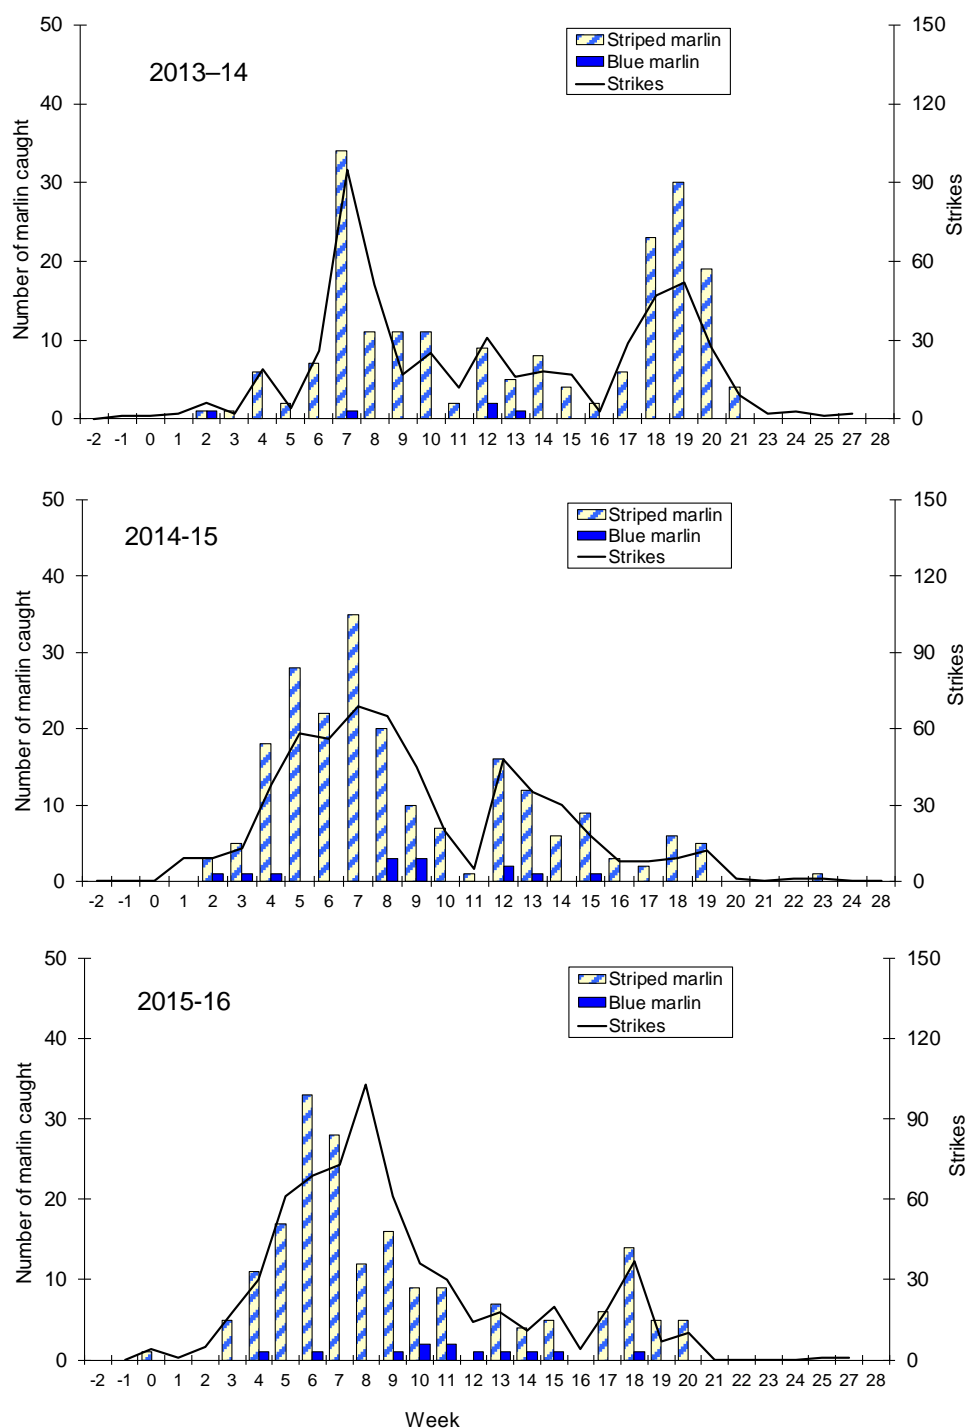 50
40
30
20
10
0
Number of marlin caught
2013–14
Striped marlin
Blue marlin
Strikes
150
120
90
60
30
0
Strikes
-2 -1 0 1 2 3 4 5 6 7 8 9 10 11 12 13 14 15 16 17 18 19 20 21 23 24 25 27 28
50
40
30
20
10
0
Number of marlin caught
2014-15
Striped marlin
Blue marlin
Strikes
150
120
90
60
30
0
Strikes
-2 -1 0 1 2 3 4 5 6 7 8 9 10 11 12 13 14 15 16 17 18 19 20 21 22 23 24 28
50
40
30
20
10
0
Number of marlin caught
2015-16
Striped marlin
Blue marlin
Strikes
150
120
90
60
30
0
Strikes
-2 -1 0 1 2 3 4 5 6 7 8 9 10 11 12 13 14 15 16 17 18 19 20 21 22 23 24 25 27 28
Week